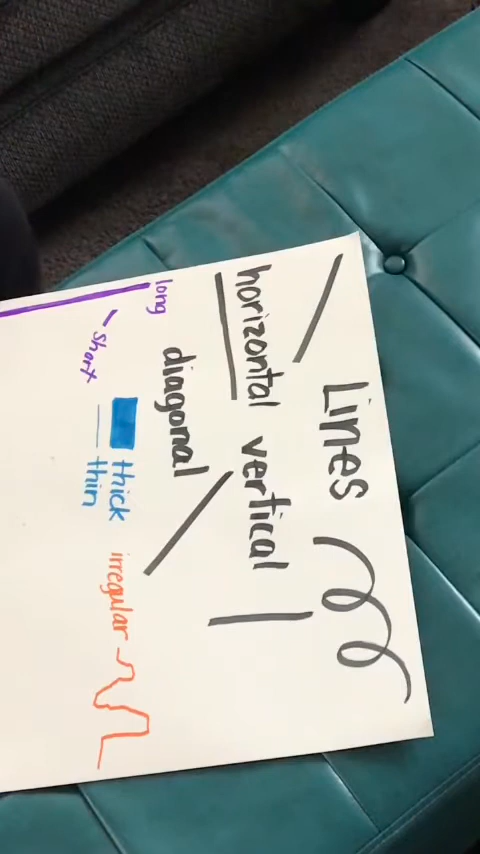 Lines
horizontal vertical
diagonal
long
short
thick
thin
irregular